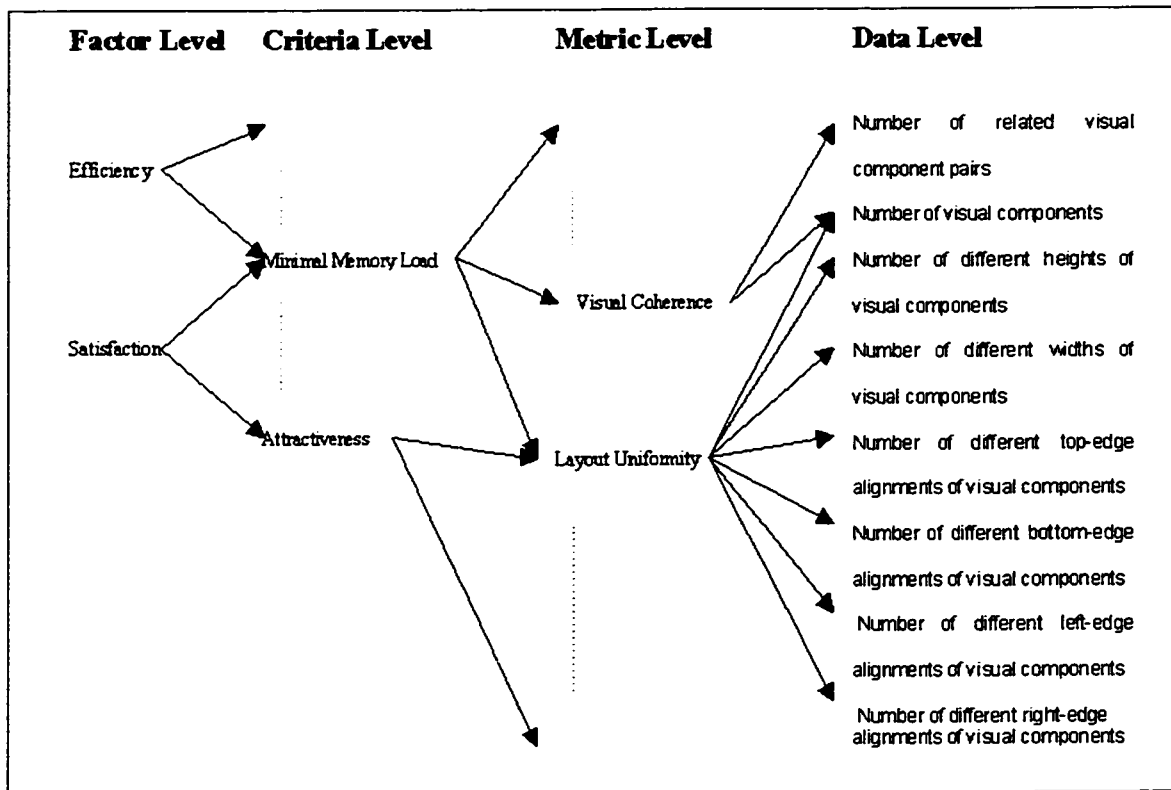 Factor Level Criteria Level Metric Level Data Level
Efficiency
Satisfaction
Minimal Memory Load
Attractiveness
Visual Coherence
Layout Uniformity
Number of related visual
component pairs
Number of visual components
Number of different heights of
visual components
Number of different widths of
visual components
Number of different top-edge
alignments of visual components
Number of different bottom-edge
alignments of visual components
Number of different left-edge
alignments of visual components
Number of different right-edge
alignments of visual components